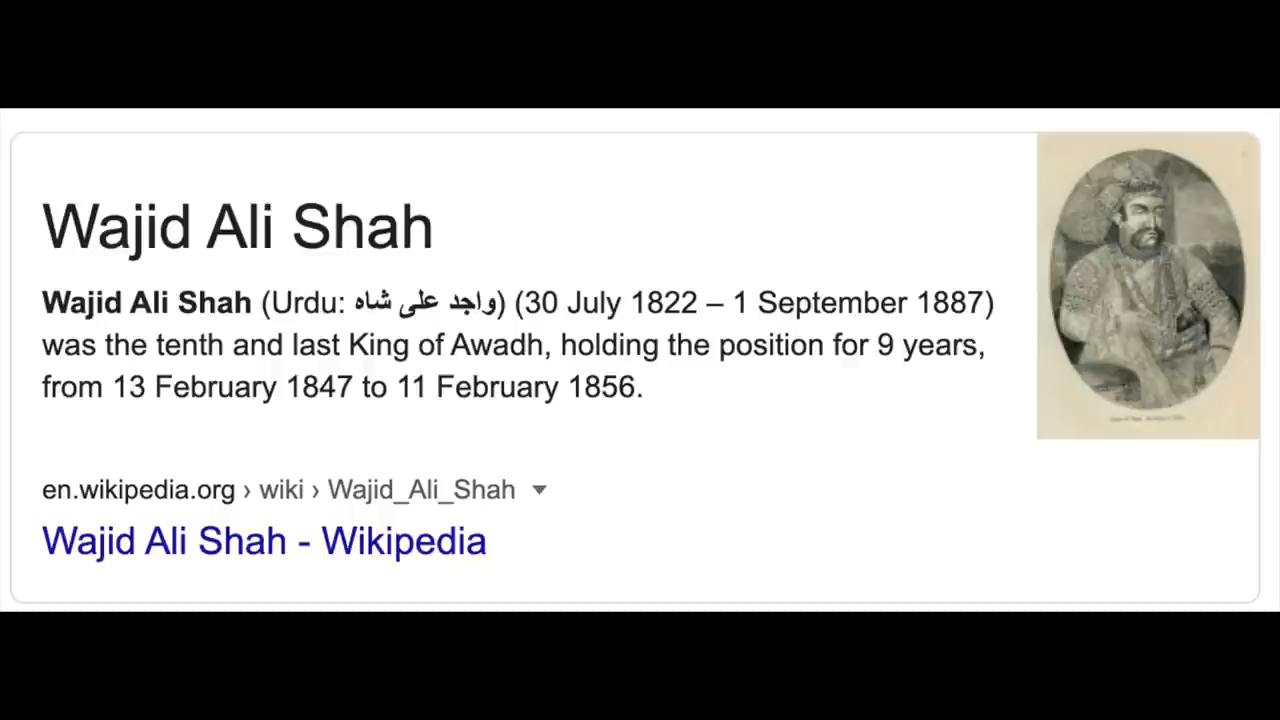 Wajid Ali Shah
Wajid Ali Shah (Urdu: واجد علی شاہ) (30 July 1822 – 1 September 1887)
was the tenth and last King of Awadh, holding the position for 9 years,
from 13 February 1847 to 11 February 1856.
en.wikipedia.org › wiki › Wajid_Ali_Shah
Wajid Ali Shah - Wikipedia